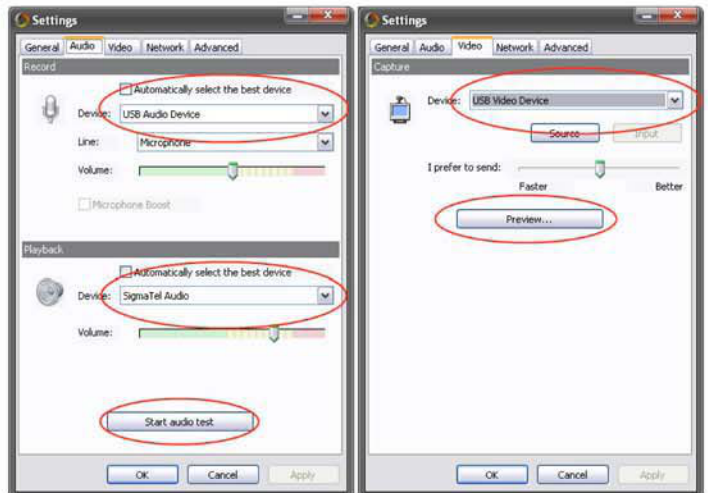 Settings
General Audio Video Network Advanced
Record
Automatically select the best device
Device: USB Audio Device
Line: Microphone
Volume:
Microphone Boost
Playback
Automatically select the best device
Device: SigmaTel Audio
Volume:
Start audio test
OK Cancel Apply
Settings
General Audio Video Network Advanced
Capture
Device: USB Video Device
Source Input
I prefer to send:
Faster Better
Preview...
OK Cancel Apply